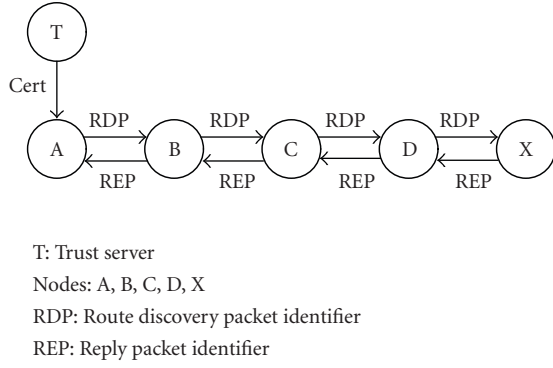 T
Cert
RDP RDP RDP RDP
A B C D X
REP REP REP REP
T: Trust server
Nodes: A, B, C, D, X
RDP: Route discovery packet identifier
REP: Reply packet identifier